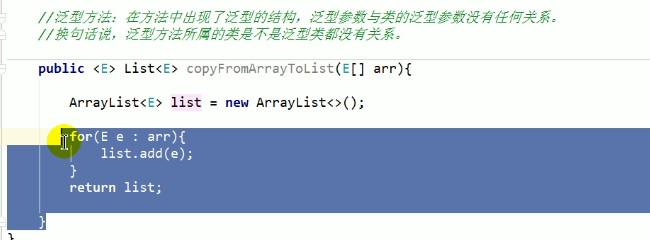 //泛型方法：在方法中出现了泛型的结构，泛型参数与类的泛型参数没有任何关系。
//换句话说，泛型方法所属的类是不是泛型类都没有关系。
public <E> List<E> copyFromArrayToList(E[] arr){
ArrayList<E> list = new ArrayList<>();
for(E e : arr){
list.add(e);
}
return list;
}
}